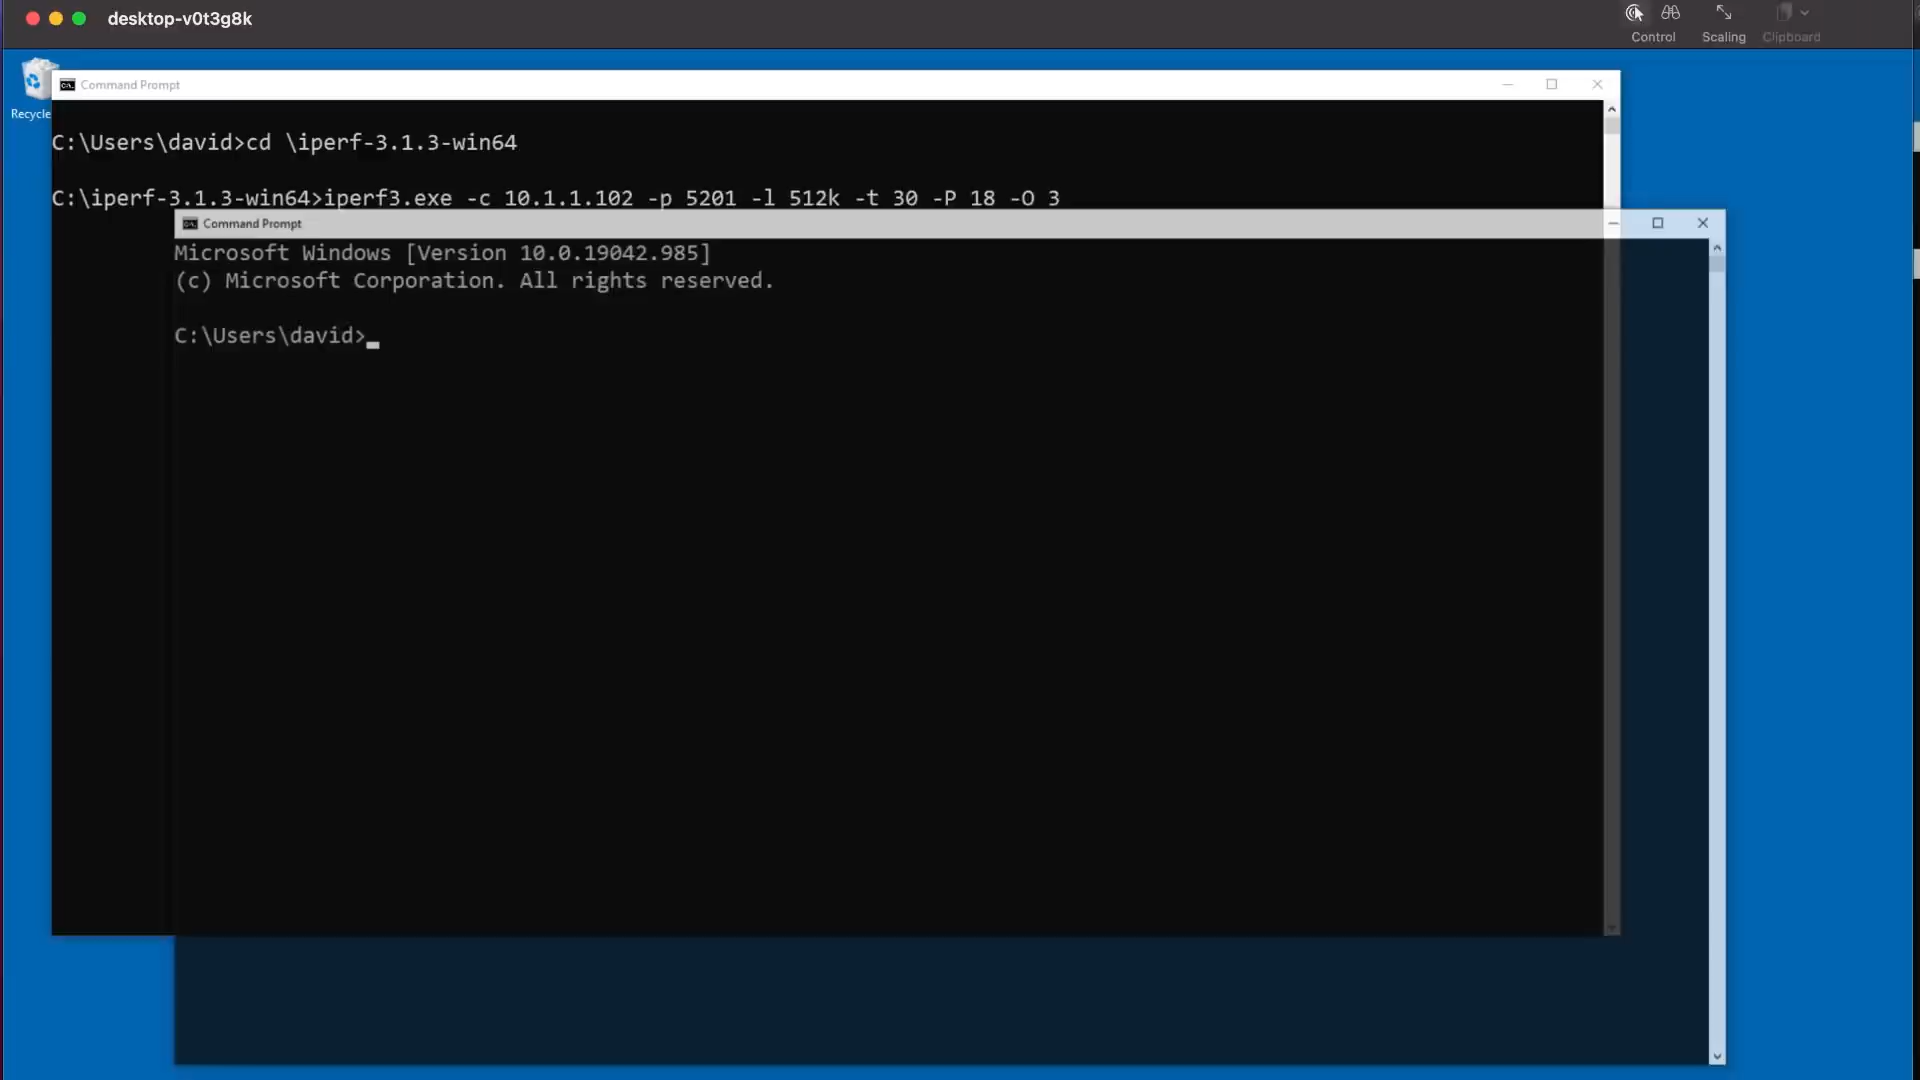 desktop-v0t3g8k
Control
Scaling
Clipboard
Recycle
Command Prompt
C:\Users\david>cd \iperf-3.1.3-win64
C:\iperf-3.1.3-win64>iperf3.exe -c 10.1.1.102 -p 5201 -l 512k -t 30 -P 18 -O 3
Command Prompt
Microsoft Windows [Version 10.0.19042.985]
(c) Microsoft Corporation. All rights reserved.
C:\Users\david>